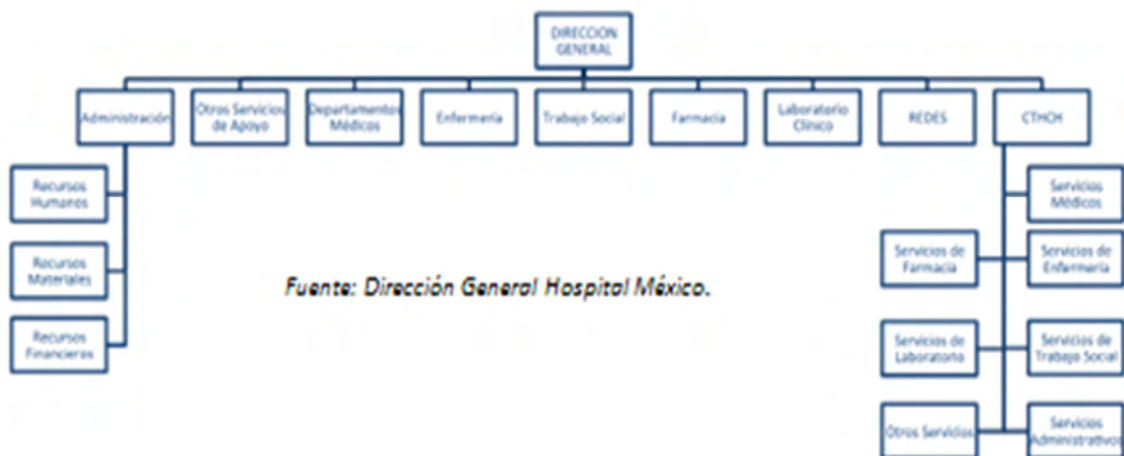 DIRECCION
GENERAL
Administración
Otros Servicios
de Apoyo
Departamentos
Médicos
Enfermería
Trabajo Social
Farmacia
Laboratorio
Clínico
REDES
CTHCH
Recursos
Humanos
Recursos
Materiales
Recursos
Financieros
Fuente: Dirección General Hospital México.
Servicios
Médicos
Servicios de
Farmacia
Servicios de
Enfermería
Servicios de
Laboratorio
Servicios de
Trabajo Social
Otros Servicios
Servicios
Administrativos